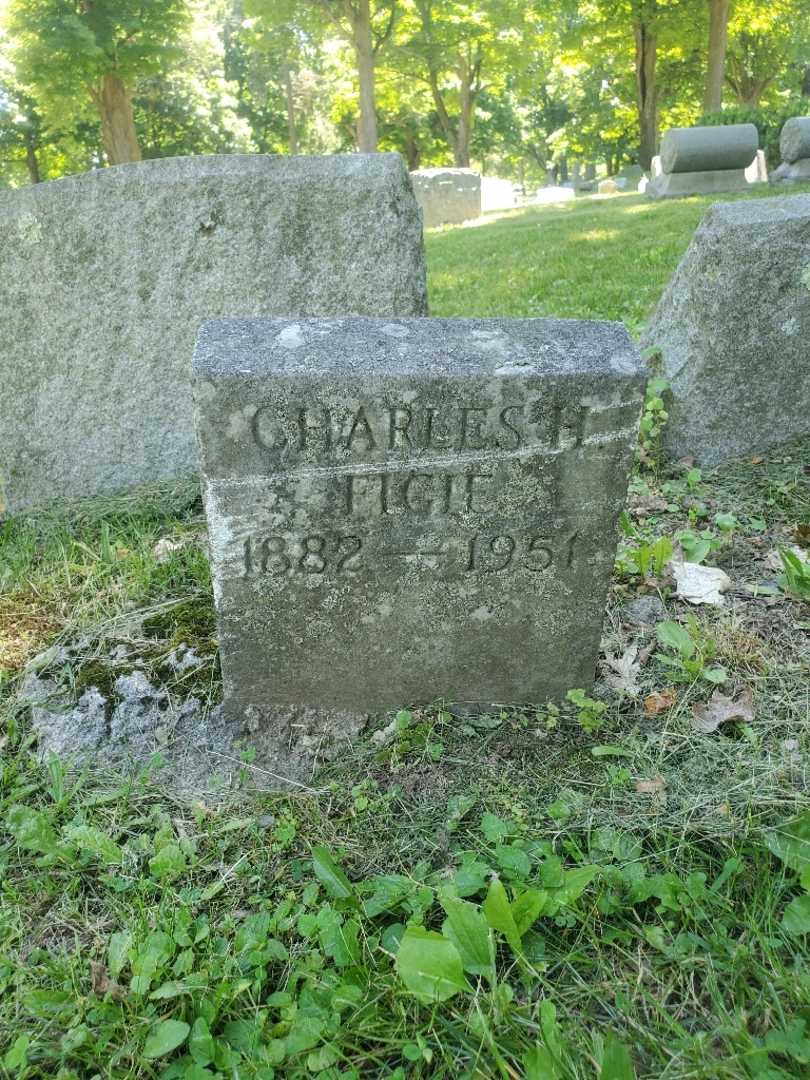 CHARLES H
FIGIE
1882 — 1951